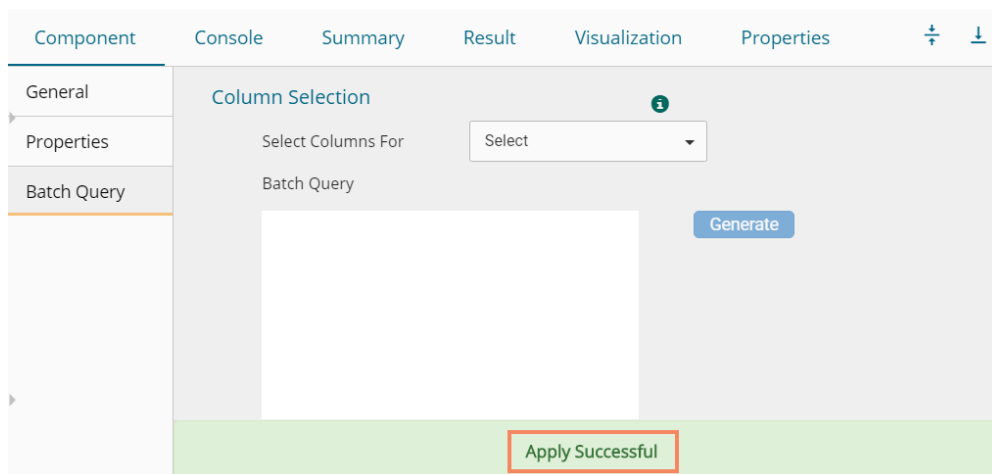 Component Console Summary Result Visualization Properties
General
Properties
Batch Query
Column Selection
Select Columns For Select
Batch Query
Generate
Apply Successful